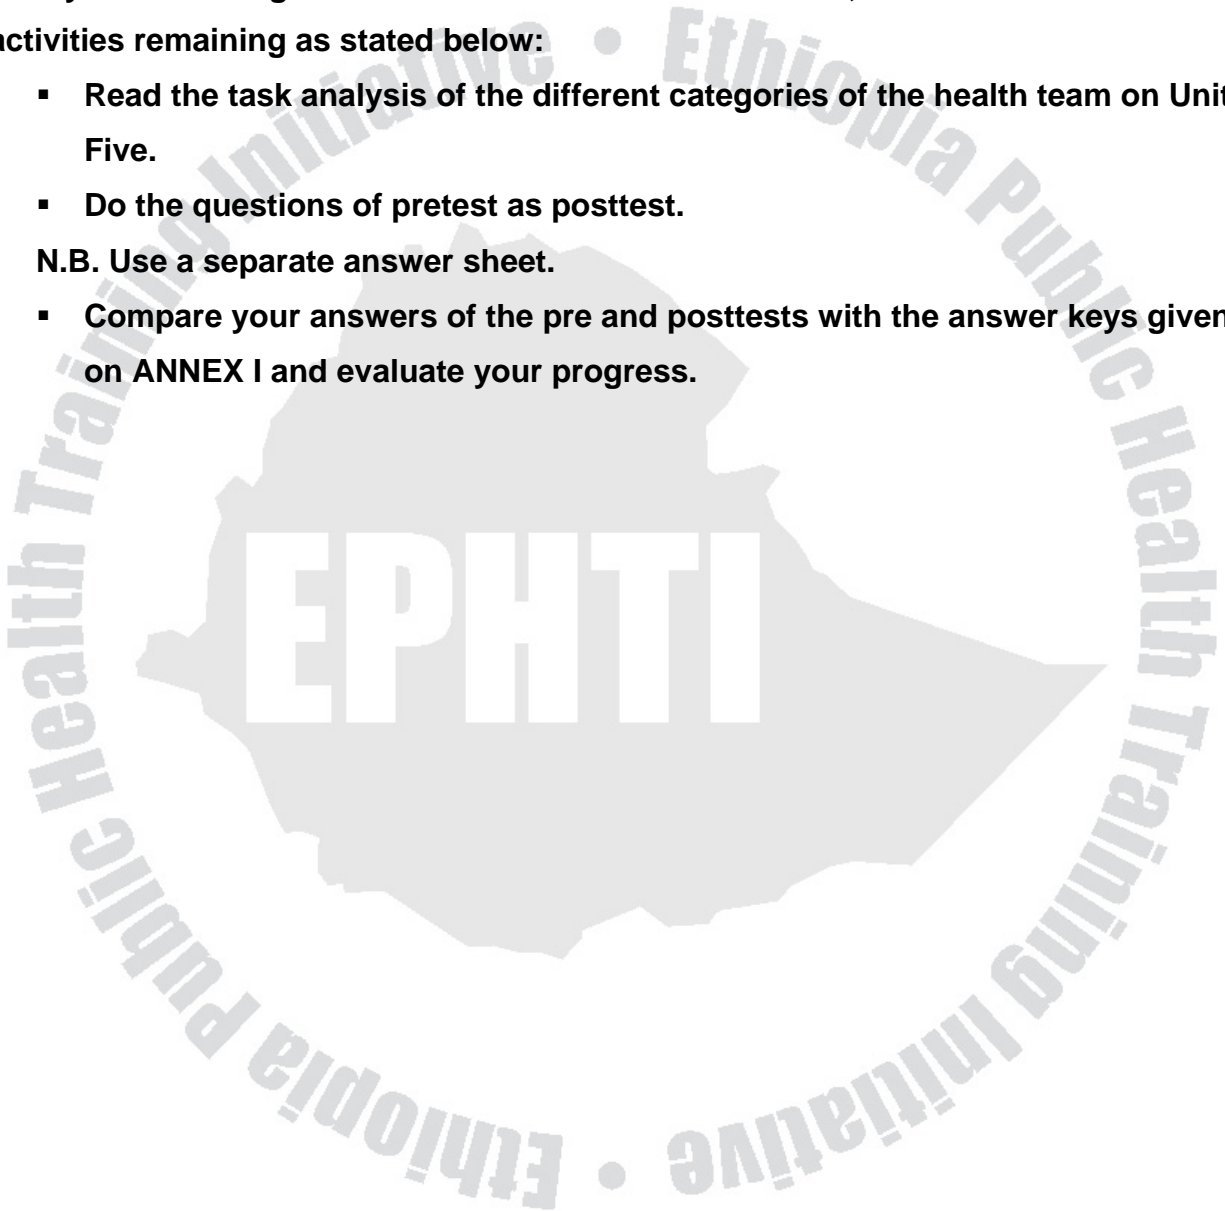 activities remaining as stated below:
▪ Read the task analysis of the different categories of the health team on Unit
Five.
▪ Do the questions of pretest as posttest.
N.B. Use a separate answer sheet.
▪ Compare your answers of the pre and posttests with the answer keys given
on ANNEX I and evaluate your progress.
Ethiopia Public Health Training Initiative • Ethiopia Public Health Training Initiative •
EPHTI